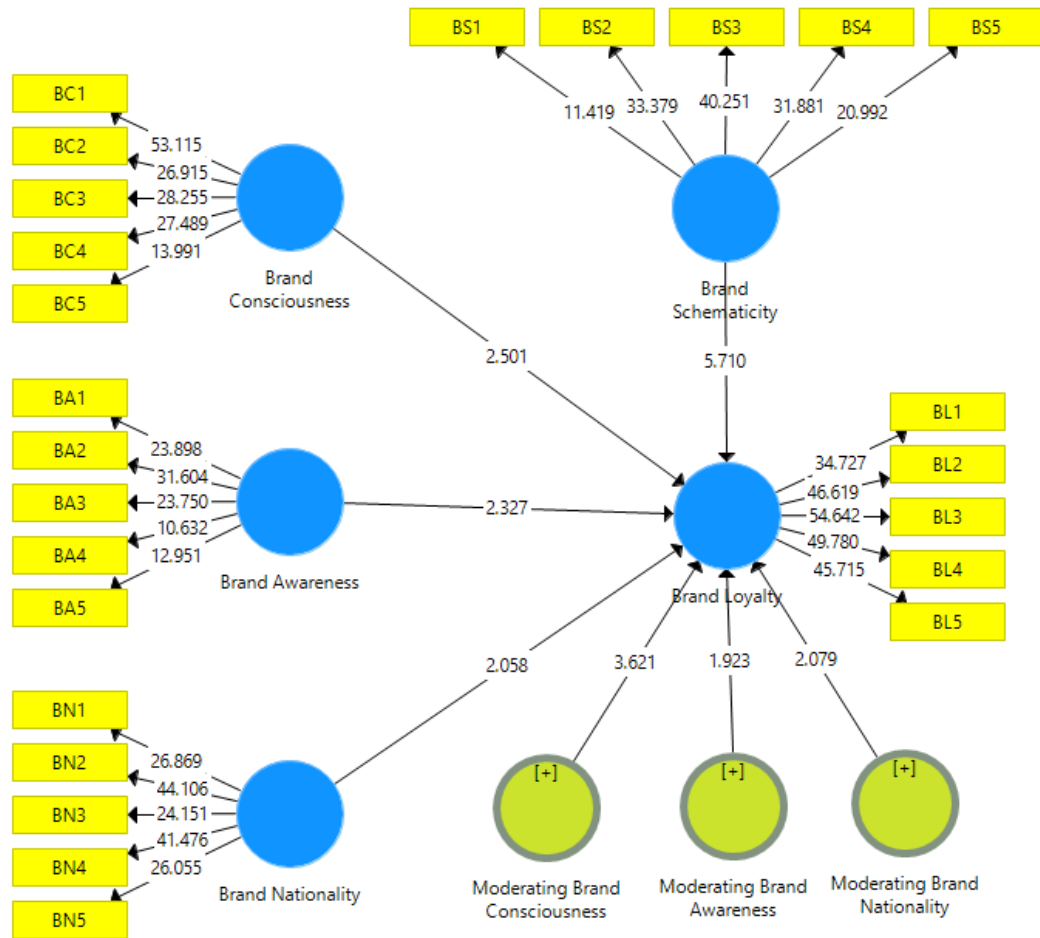 BS1
BS2
BS3
BS4
BS5
11.419
33.379
40.251
31.881
20.992
Brand
Schematicity
5.710
BC1
BC2
BC3
BC4
BC5
53.115
26.915
28.255
27.489
13.991
Brand
Consciousness
2.501
BA1
BA2
BA3
BA4
BA5
23.898
31.604
23.750
10.632
12.951
Brand Awareness
2.327
BN1
BN2
BN3
BN4
BN5
26.869
44.106
24.151
41.476
26.055
Brand Nationality
2.058
BL1
BL2
BL3
BL4
BL5
34.727
46.619
54.642
49.780
45.715
Brand Loyalty
3.621
1.923
2.079
[+]
[+]
[+]
Moderating Brand
Consciousness
Moderating Brand
Awareness
Moderating Brand
Nationality